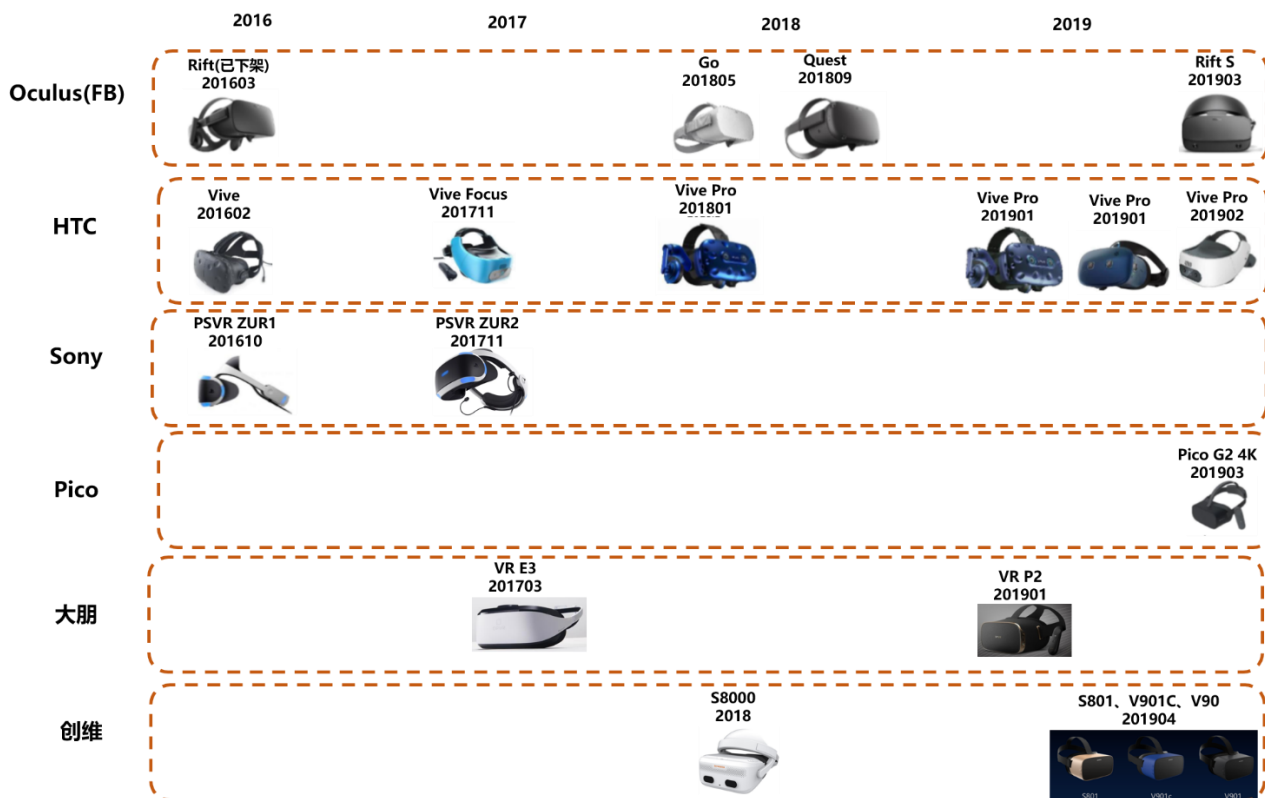 2016
2017
2018
2019
Oculus(FB)
Rift(已下架)
201603
Go
201805
Quest
201809
Rift S
201903
HTC
Vive
201602
Vive Focus
201711
Vive Pro
201801
Vive Pro
201901
Vive Pro
201901
Vive Pro
201902
Sony
PSVR ZUR1
201610
PSVR ZUR2
201711
Pico
Pico G2 4K
201903
大朋
VR E3
201703
VR P2
201901
创维
S8000
2018
S801、V901C、V90
201904
S801
V901c
V901